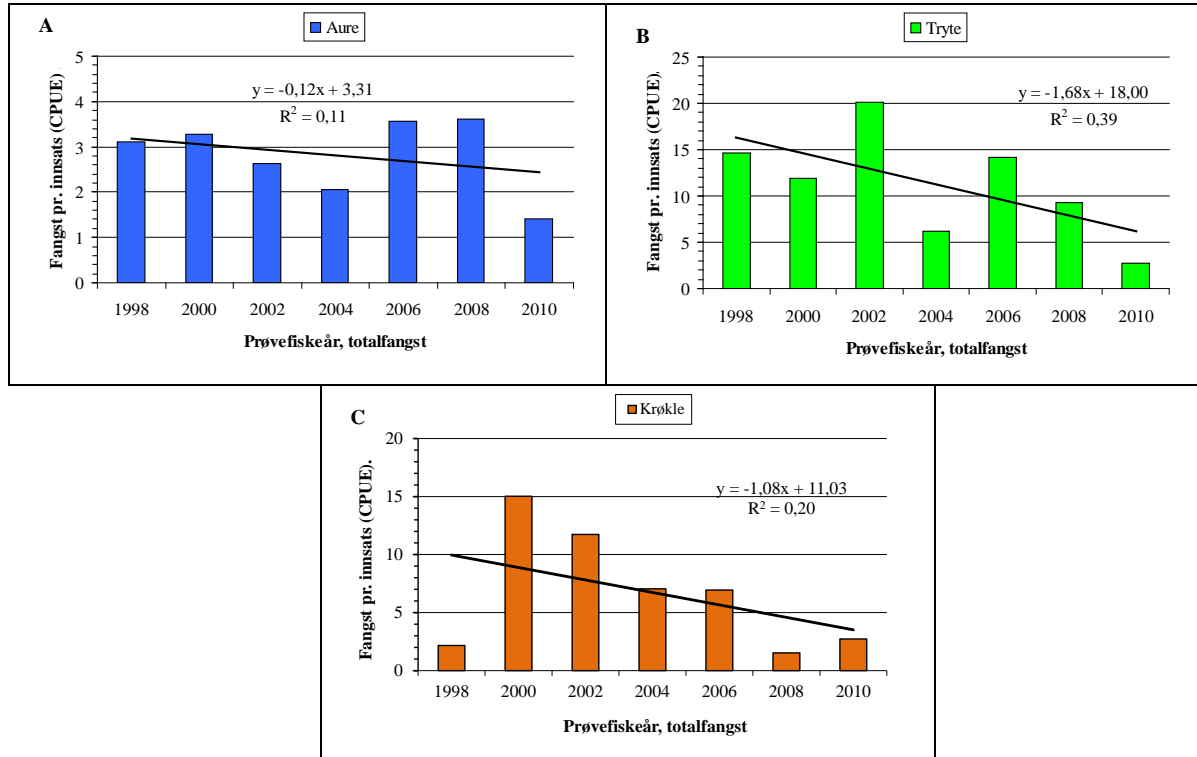 A
Aure
Fangst pr. innsats (CPUE)
5
4
3
2
1
0
y = -0,12x + 3,31
R² = 0,11
1998 2000 2002 2004 2006 2008 2010
Prøvefiskeår, totalfangst
B
Tryte
Fangst pr. innsats (CPUE).
25
20
15
10
5
0
y = -1,68x + 18,00
R² = 0,39
1998 2000 2002 2004 2006 2008 2010
Prøvefiskeår, totalfangst
C
Krøkle
Fangst pr. innsats (CPUE).
20
15
10
5
0
y = -1,08x + 11,03
R² = 0,20
1998 2000 2002 2004 2006 2008 2010
Prøvefiskeår, totalfangst